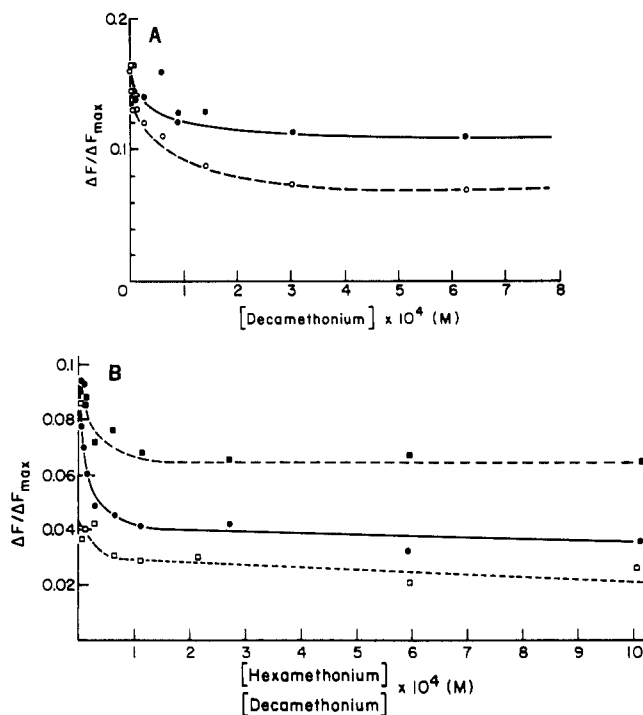 A
0.2
0.1
ΔF/ΔFmax
0 1 2 3 4 5 6 7 8
[Decamethonium] x 10⁴ (M)
B
0.1
0.08
0.06
0.04
0.02
ΔF/ΔFmax
1 2 3 4 5 6 7 8 9 10
[Hexamethonium]
[Decamethonium]
x 10⁴ (M)